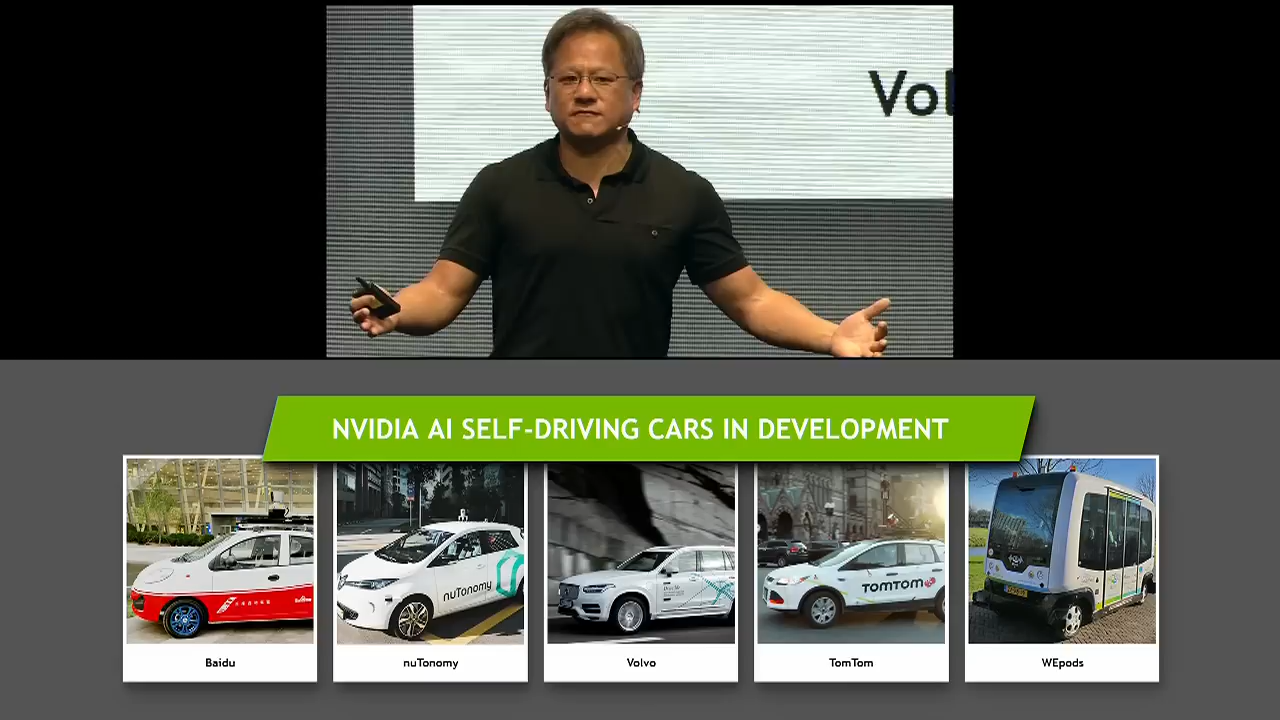 Vol
NVIDIA AI SELF-DRIVING CARS IN DEVELOPMENT
nuTonomy
TOMTOM
Baidu
nuTonomy
Volvo
TomTom
WEpods